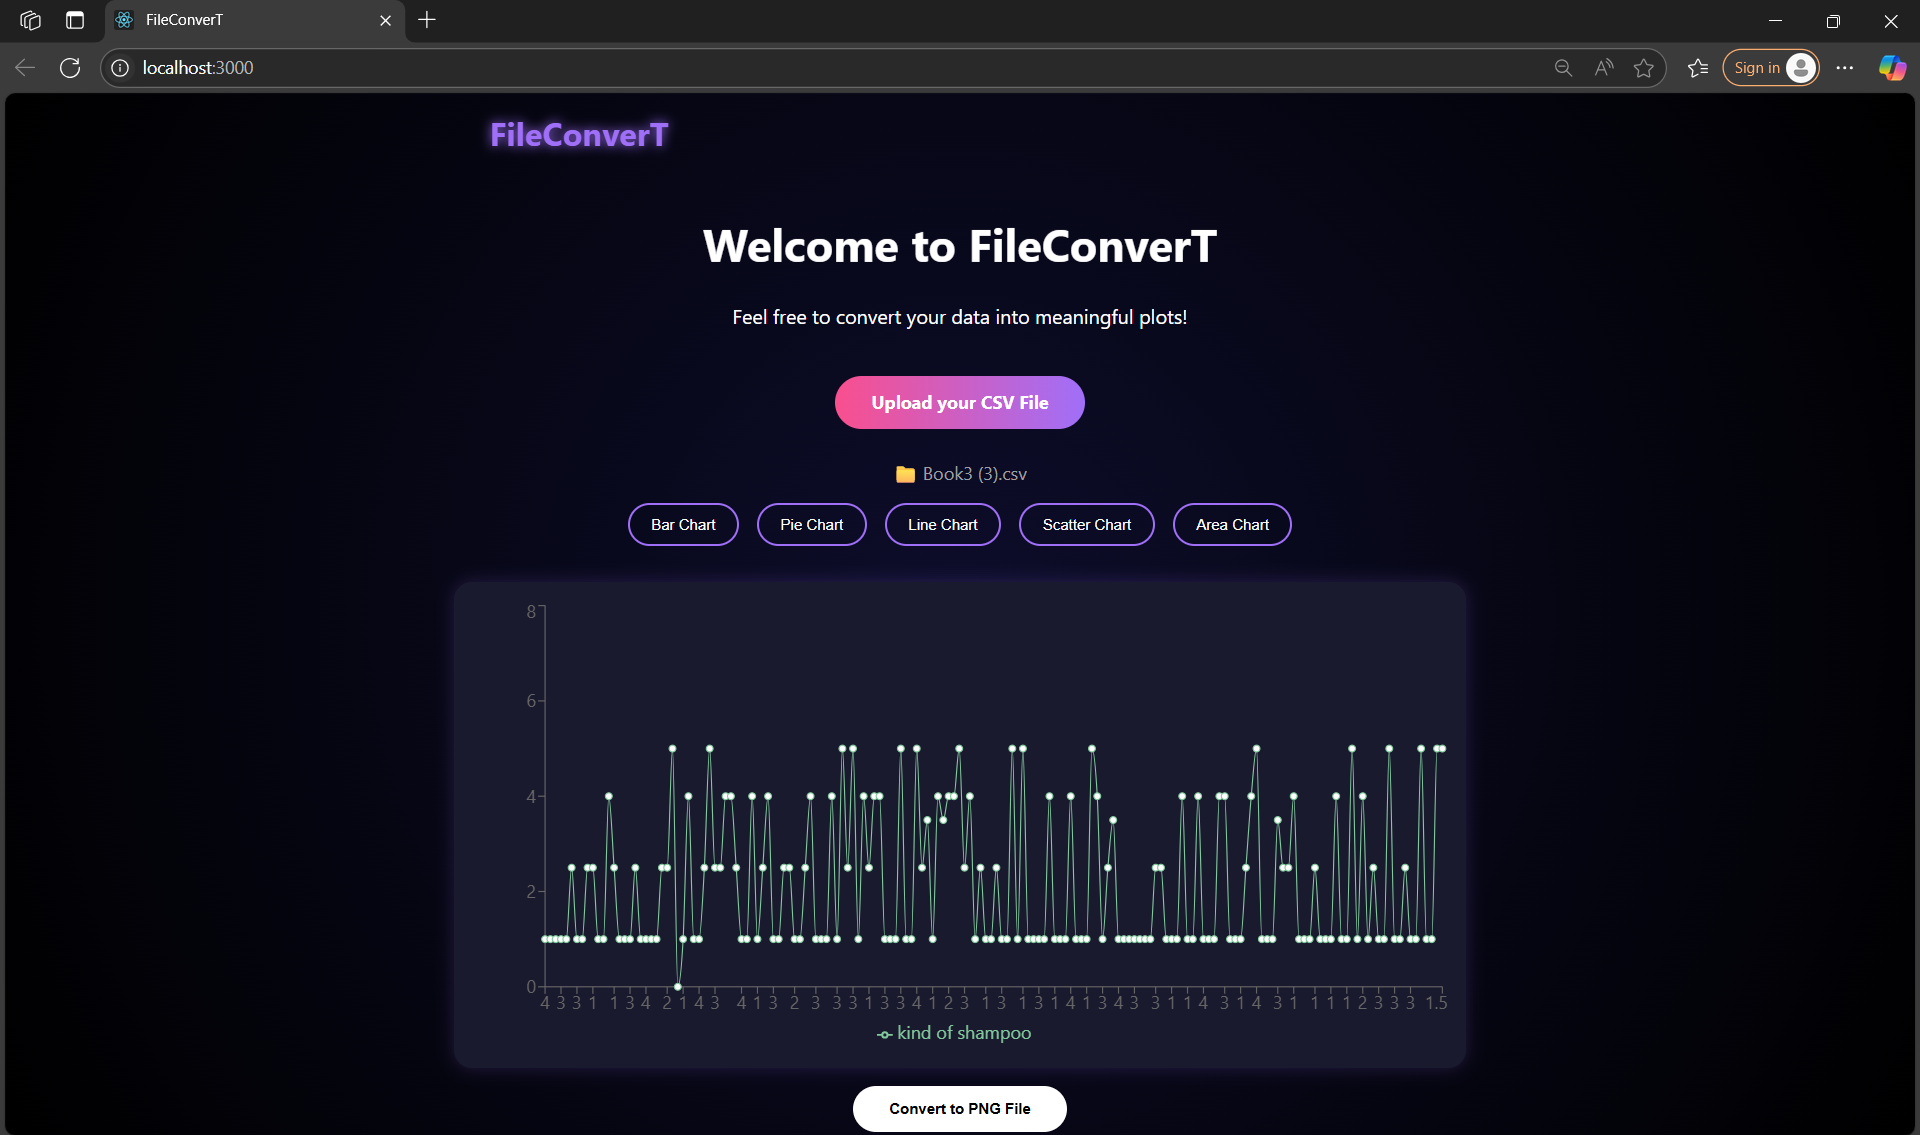 FileConverT
localhost:3000
Sign in
FileConverT
Welcome to FileConverT
Feel free to convert your data into meaningful plots!
Upload your CSV File
Book3 (3).csv
Bar Chart Pie Chart Line Chart Scatter Chart Area Chart
8
6
4
2
0
4 3 3 1 1 3 4 2 1 4 3 4 1 3 2 3 3 3 1 3 3 4 1 2 3 1 3 1 3 1 4 1 3 4 3 3 1 1 4 3 1 4 3 1 1 1 1 2 3 3 3 1.5
kind of shampoo
Convert to PNG File